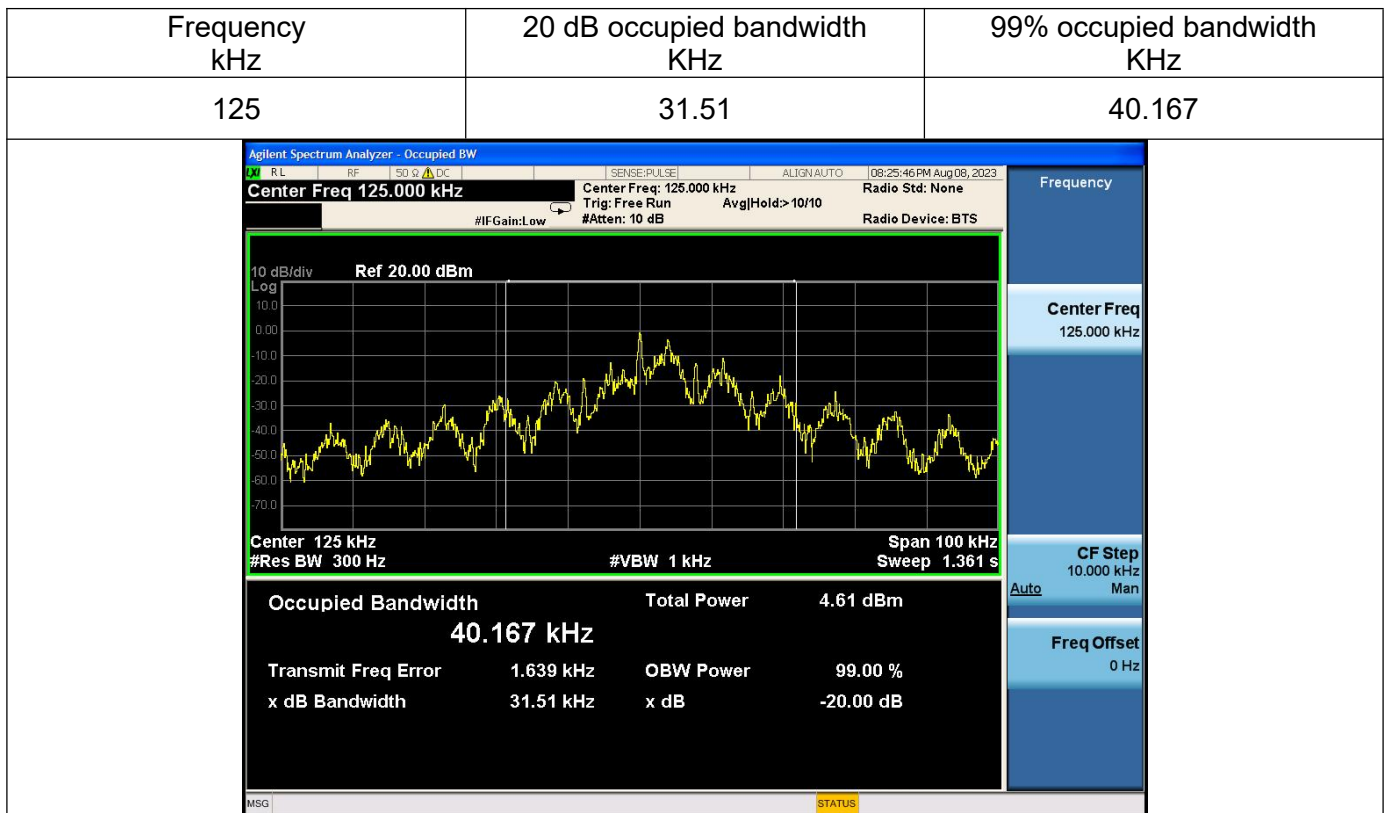 Frequency
kHz
20 dB occupied bandwidth
KHz
99% occupied bandwidth
KHz
125
31.51
40.167
Agilent Spectrum Analyzer - Occupied BW
LXI RL RF 50 Ω DC SENSE:PULSE ALIGN AUTO 08:25:46 PM Aug 08, 2023
Center Freq 125.000 kHz
Center Freq: 125.000 kHz
Radio Std: None
Trig: Free Run Avg|Hold:> 10/10
#IFGain:Low #Atten: 10 dB Radio Device: BTS
10 dB/div Ref 20.00 dBm
Log
10.0
0.00
-10.0
-20.0
-30.0
-40.0
-50.0
-60.0
-70.0
Center 125 kHz Span 100 kHz
#Res BW 300 Hz #VBW 1 kHz Sweep 1.361 s
Occupied Bandwidth Total Power 4.61 dBm
40.167 kHz
Transmit Freq Error 1.639 kHz OBW Power 99.00 %
x dB Bandwidth 31.51 kHz x dB -20.00 dB
MSG STATUS
Frequency
Center Freq
125.000 kHz
CF Step
10.000 kHz
Auto Man
Freq Offset
0 Hz